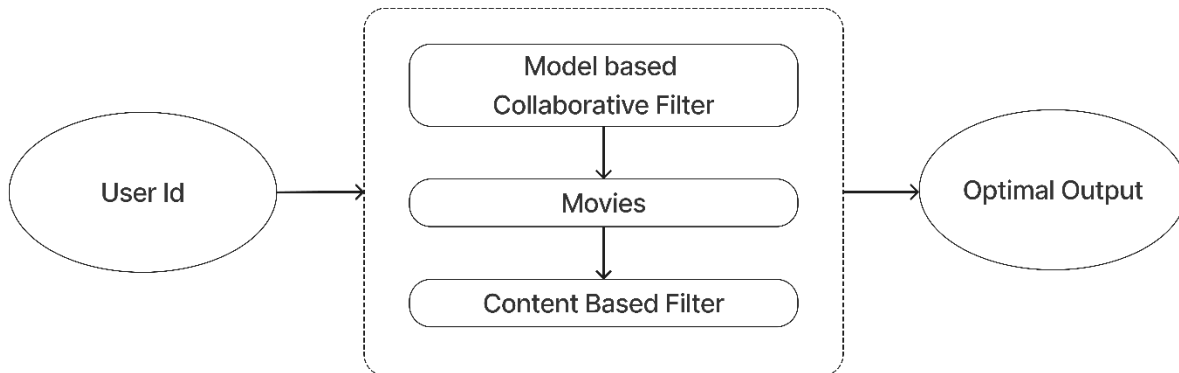 User Id
Model based
Collaborative Filter
Movies
Content Based Filter
Optimal Output